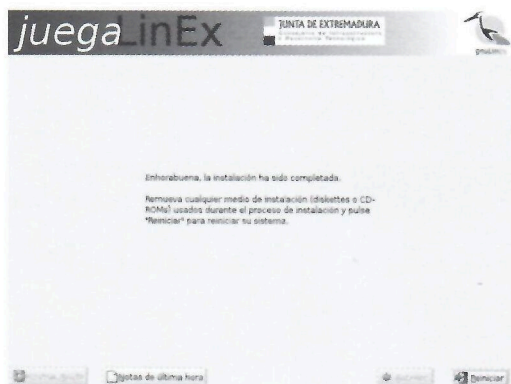 juegaLinEx
JUNTA DE EXTREMADURA
Enhorabuena, la instalación ha sido completada.
Remueva cualquier medio de instalación (diskettes o CD-
ROMs) usados durante el proceso de instalación y pulse
"Reiniciar" para reiniciar su sistema.
Notas de última hora
Reiniciar